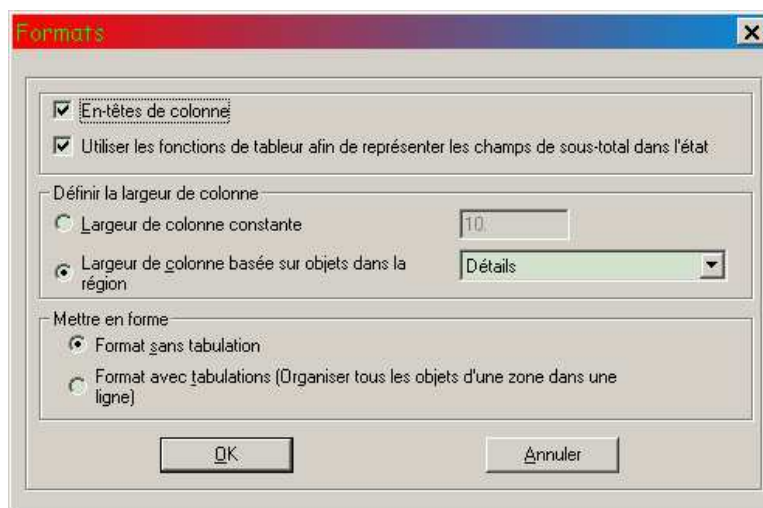 Formats
En-têtes de colonne
Utiliser les fonctions de tableur afin de représenter les champs de sous-total dans l'état
Définir la largeur de colonne
Largeur de colonne constante
10.
Largeur de colonne basée sur objets dans la
région
Détails
Mettre en forme
Format sans tabulation
Format avec tabulations (Organiser tous les objets d'une zone dans une
ligne)
OK
Annuler